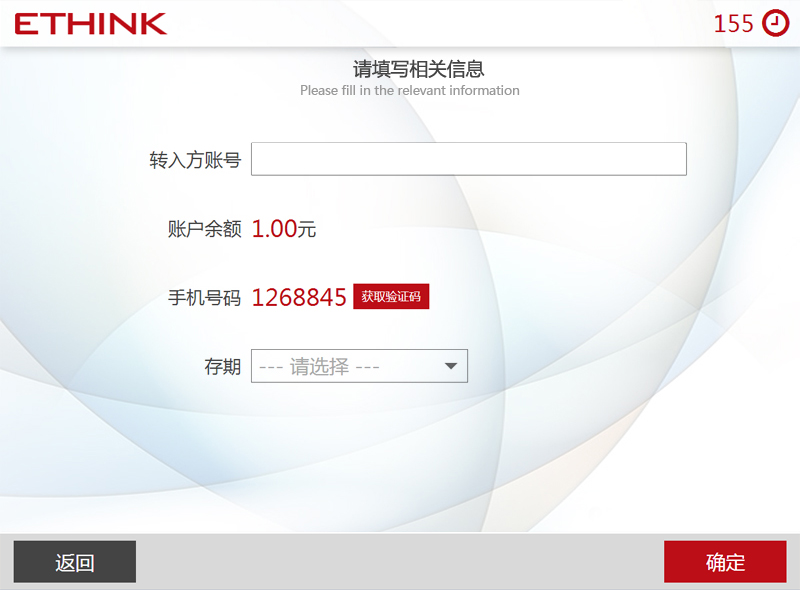 ETHINK
155
请填写相关信息
Please fill in the relevant information
转入方账号
账户余额 1.00元
手机号码 1268845 获取验证码
存期 --- 请选择 ---
返回
确定